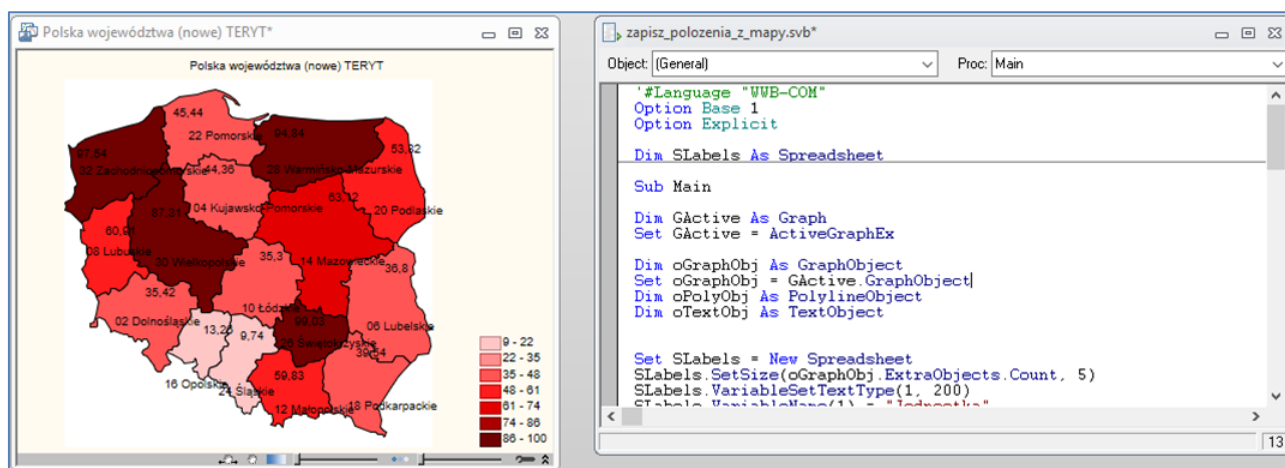 Polska województwa (nowe) TERYT*
Polska województwa (nowe) TERYT
45,44
22 Pomorskie
94,84
53,82
97,54
32 Zachodniopomorskie
44,36
28 Warmińsko-Mazurskie
63,12
87,31
04 Kujawsko-Pomorskie
20 Podlaskie
60,91
08 Lubuskie
30 Wielkopolskie
35,3
14 Mazowieckie
36,8
35,42
10 Łódzkie
02 Dolnośląskie
13,26
9,74
99,03
06 Lubelskie
26 Świętokrzyskie
39,54
16 Opolskie
24 Śląskie
59,83
12 Małopolskie
18 Podkarpackie
9 - 22
22 - 35
35 - 48
48 - 61
61 - 74
74 - 86
86 - 100
zapisz_polozenia_z_mapy.svb*
Object: (General) Proc: Main
'#Language "WWB-COM"
Option Base 1
Option Explicit
Dim SLabels As Spreadsheet
Sub Main
Dim GActive As Graph
Set GActive = ActiveGraphEx
Dim oGraphObj As GraphObject
Set oGraphObj = GActive.GraphObject
Dim oPolyObj As PolylineObject
Dim oTextObj As TextObject
Set SLabels = New Spreadsheet
SLabels.SetSize(oGraphObj.ExtraObjects.Count, 5)
SLabels.VariableSetTextType(1, 200)
SLabels.VariableName(1) = "Jednostka"
13